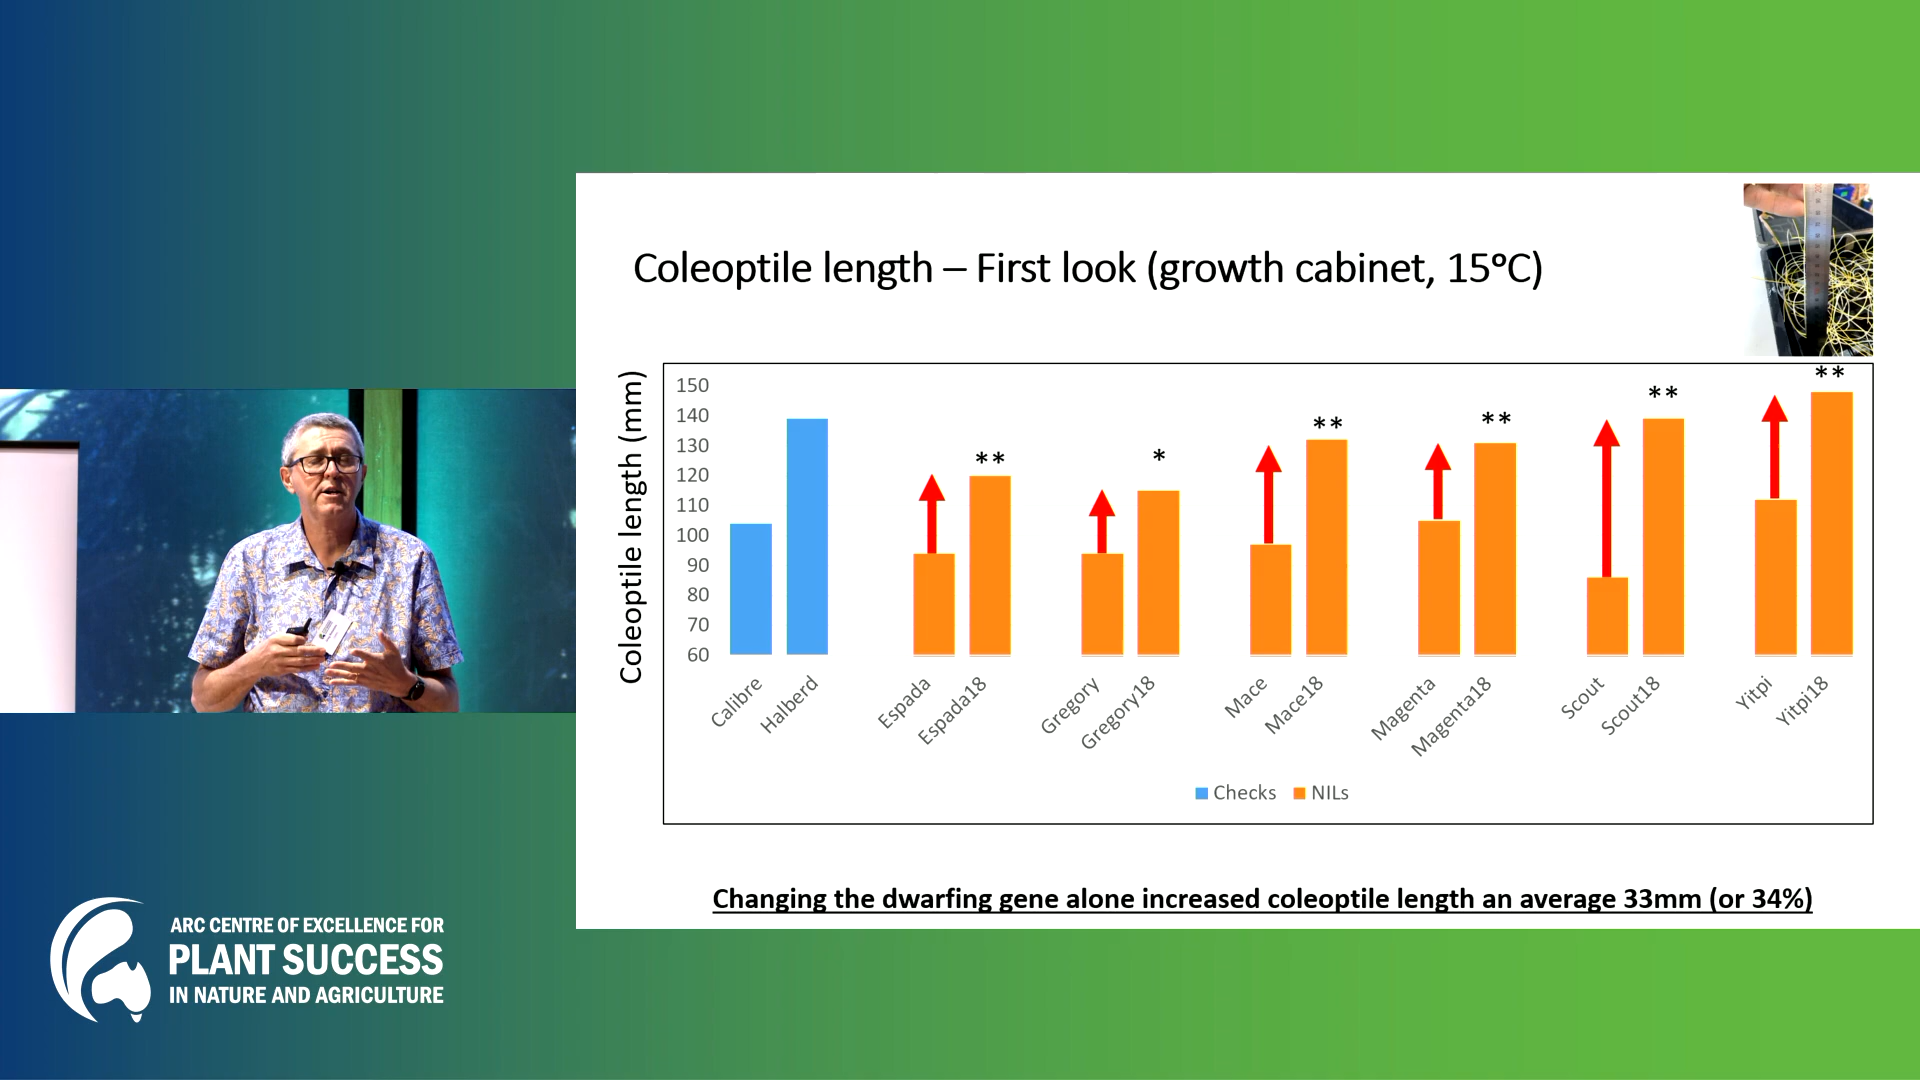 Coleoptile length – First look (growth cabinet, 15°C)
Coleoptile length (mm)
150
140
130
120
110
100
90
80
70
60
**
*
**
**
**
**
Calibre
Halberd
Espada
Espada18
Gregory
Gregory18
Mace
Mace18
Magenta
Magenta18
Scout
Scout18
Yitpi
Yitpi18
Checks NILs
Changing the dwarfing gene alone increased coleoptile length an average 33mm (or 34%)
ARC CENTRE OF EXCELLENCE FOR
PLANT SUCCESS
IN NATURE AND AGRICULTURE